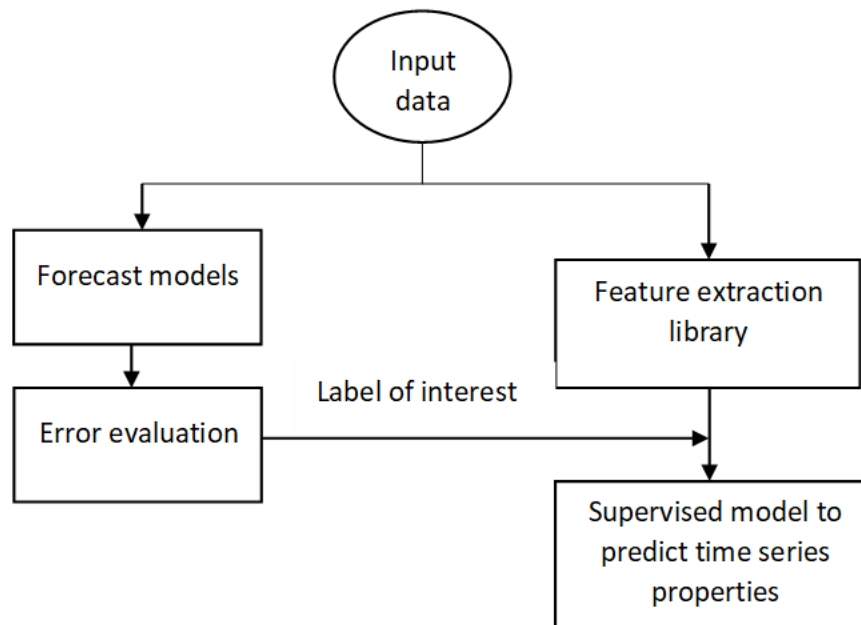 Input
data
Forecast models
Feature extraction
library
Label of interest
Error evaluation
Supervised model to
predict time series
properties